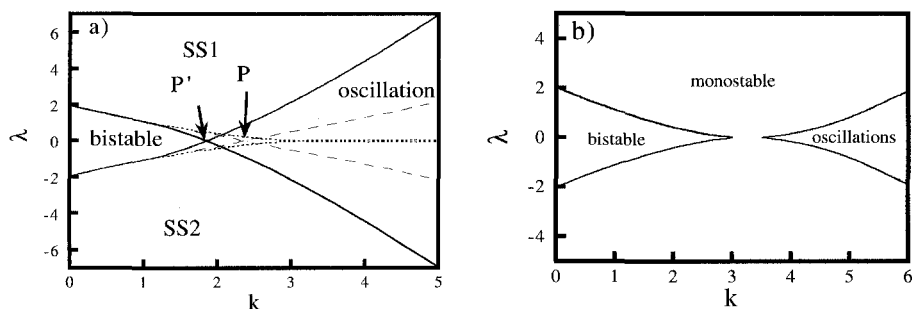 a)
6
4
2
0
-2
-4
-6
λ
SS1
P'
P
oscillation
bistable
SS2
0 1 2 3 4 5
k
b)
4
2
0
-2
-4
λ
monostable
bistable
oscillations
0 1 2 3 4 5 6
k